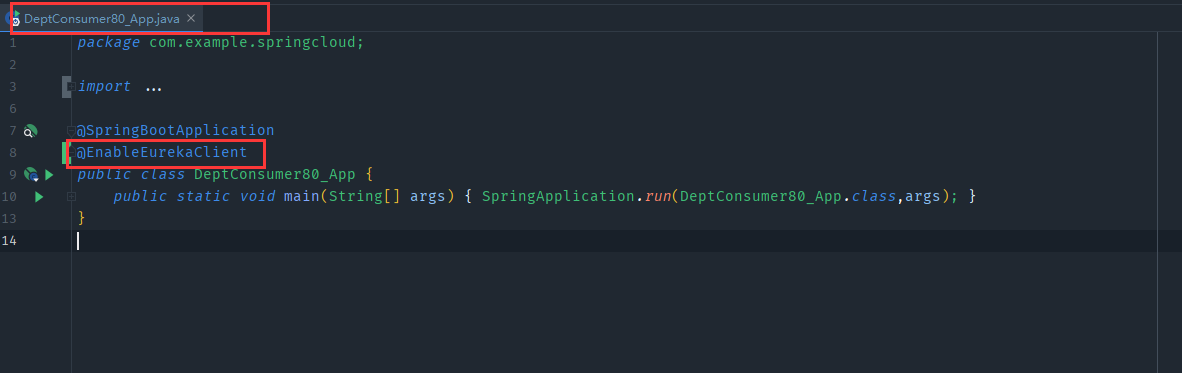 DeptConsumer80_App.java
1 package com.example.springcloud;
2
3 import ...
6
7 @SpringBootApplication
8 @EnableEurekaClient
9 public class DeptConsumer80_App {
10 public static void main(String[] args) { SpringApplication.run(DeptConsumer80_App.class,args); }
13 }
14